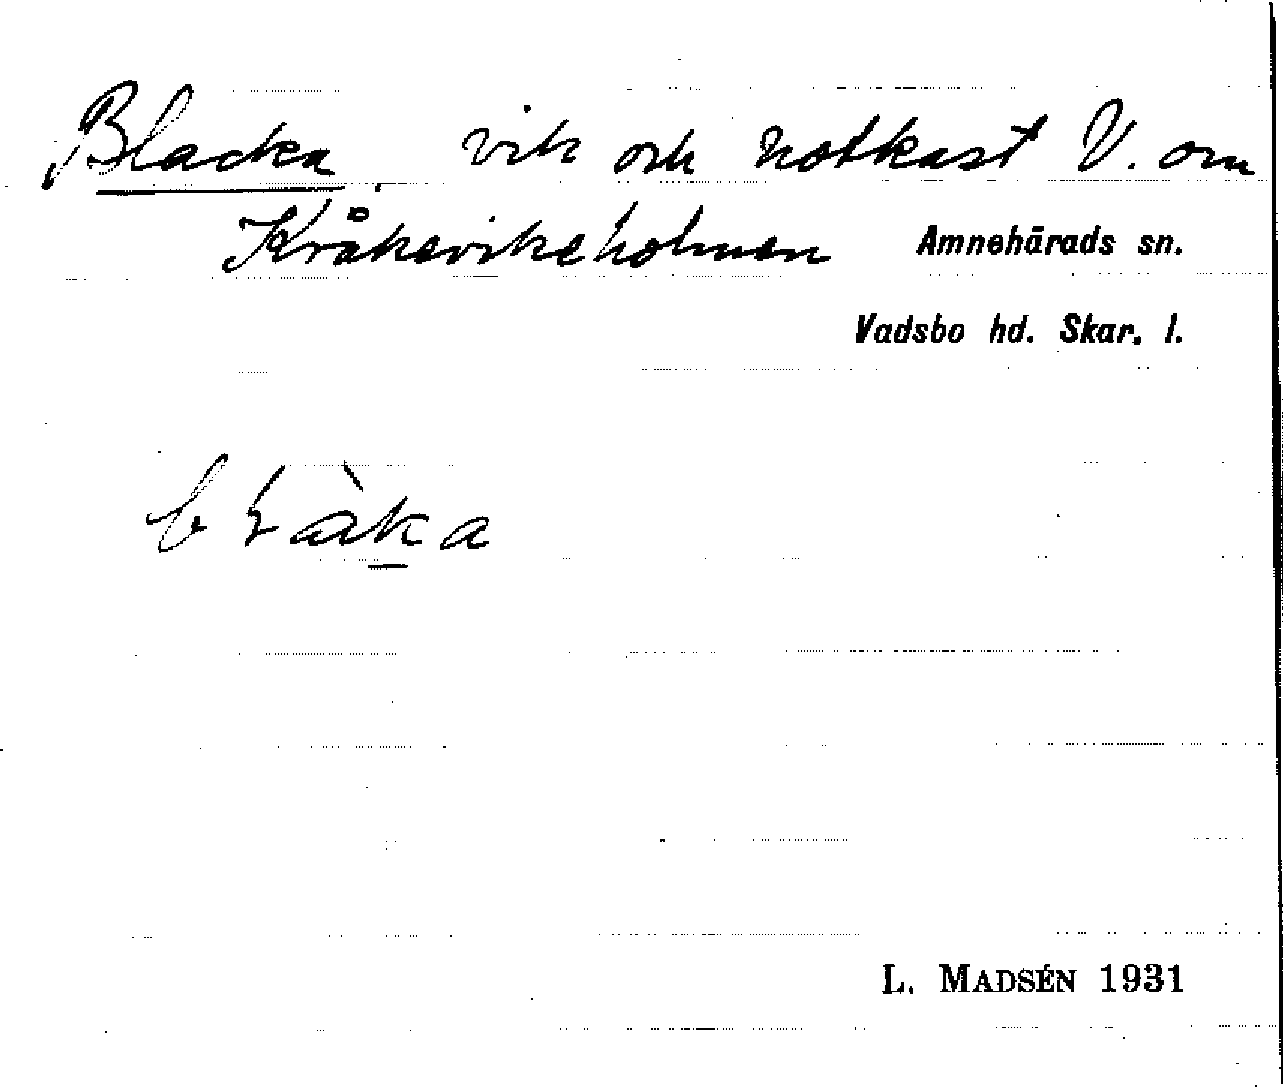 Blacka, vik och notkast V. om
Kråkevikeholmen
Amnehärads sn.
Vadsbo hd. Skar. l.
L. MADSÉN 1931